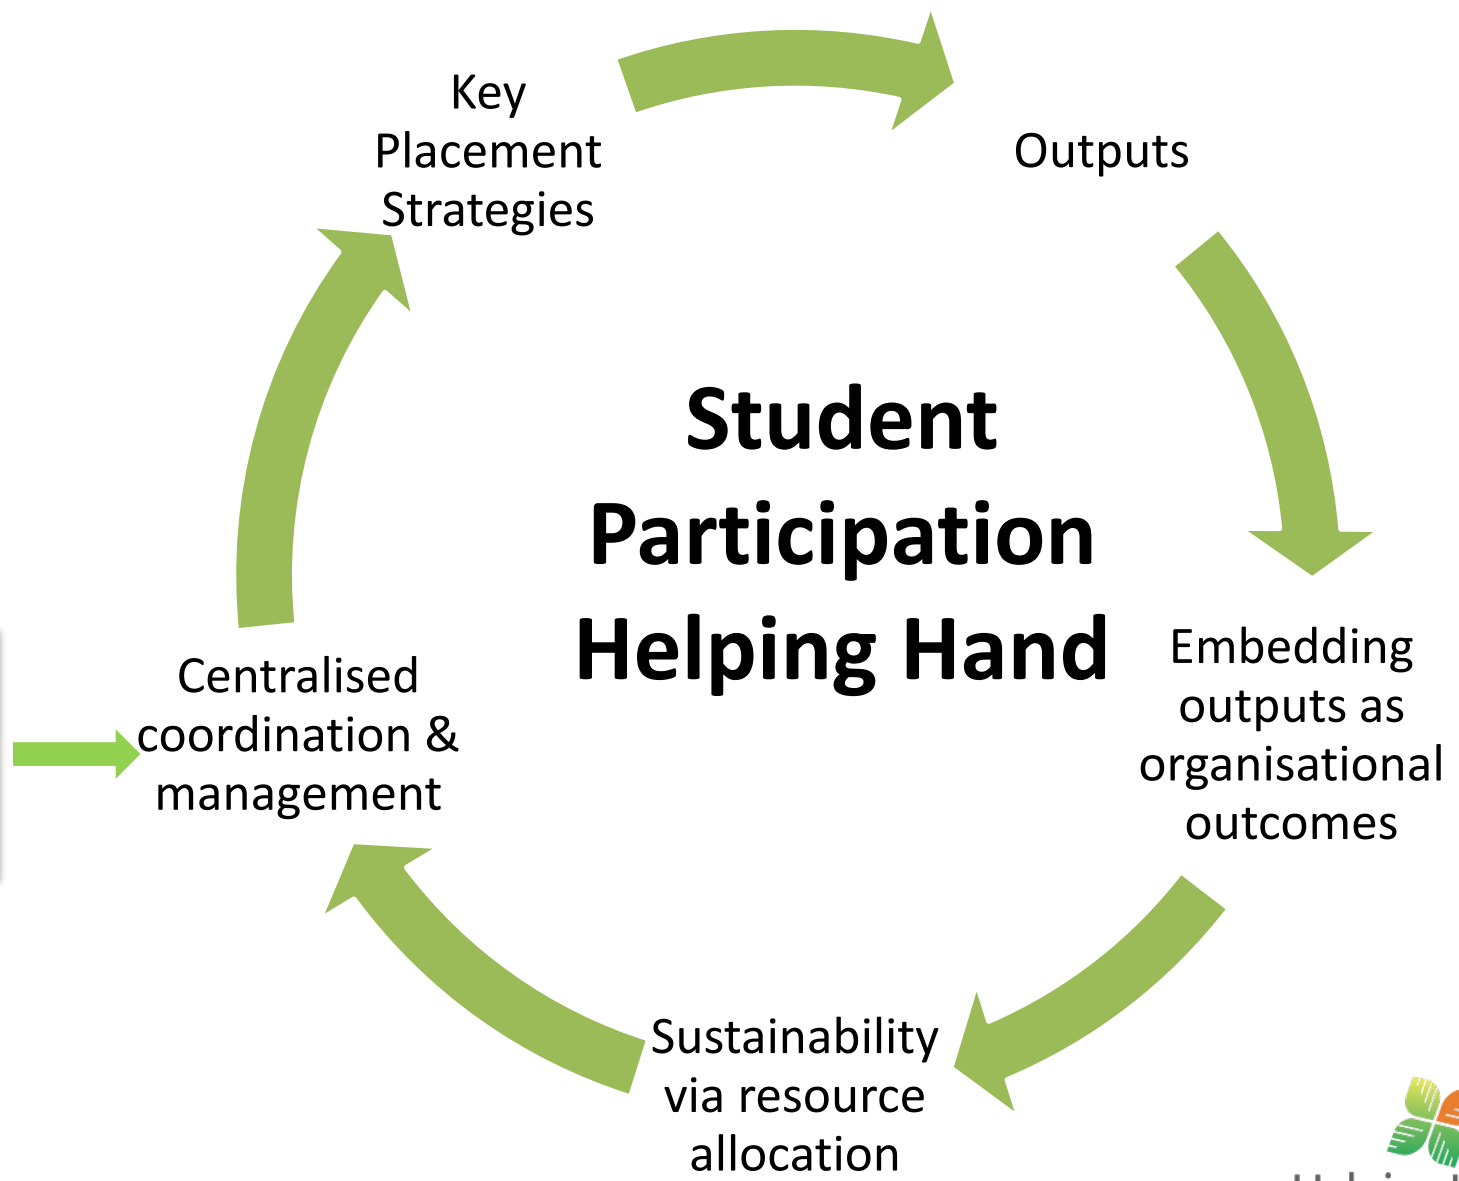 Key
Placement
Strategies
Outputs
Student
Participation
Helping Hand
Embedding
outputs as
organisational
outcomes
Centralised
coordination &
management
Sustainability
via resource
allocation